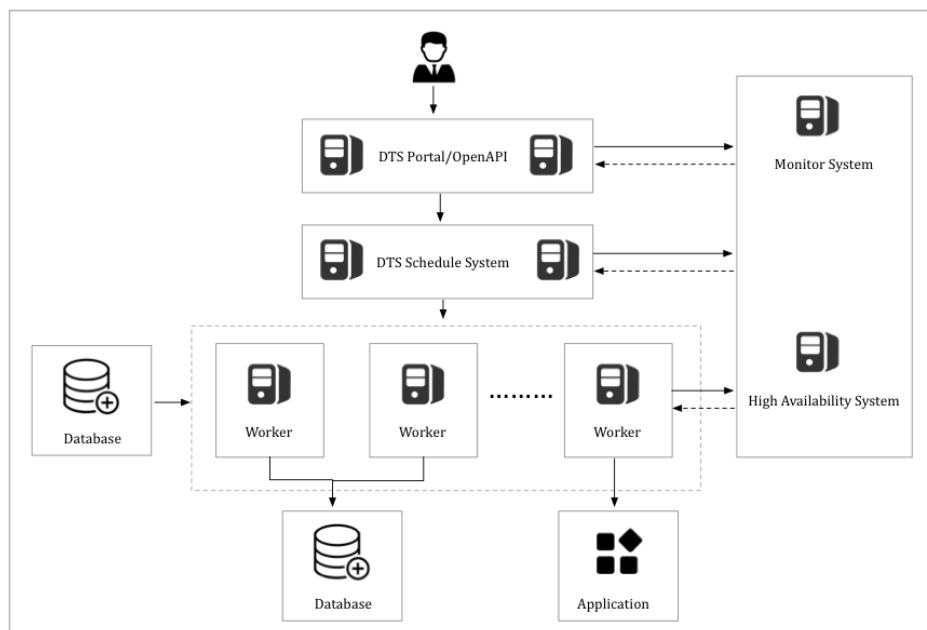 DTS Portal/OpenAPI
Monitor System
DTS Schedule System
High Availability System
Database
Worker
Worker
.........
Worker
Database
Application